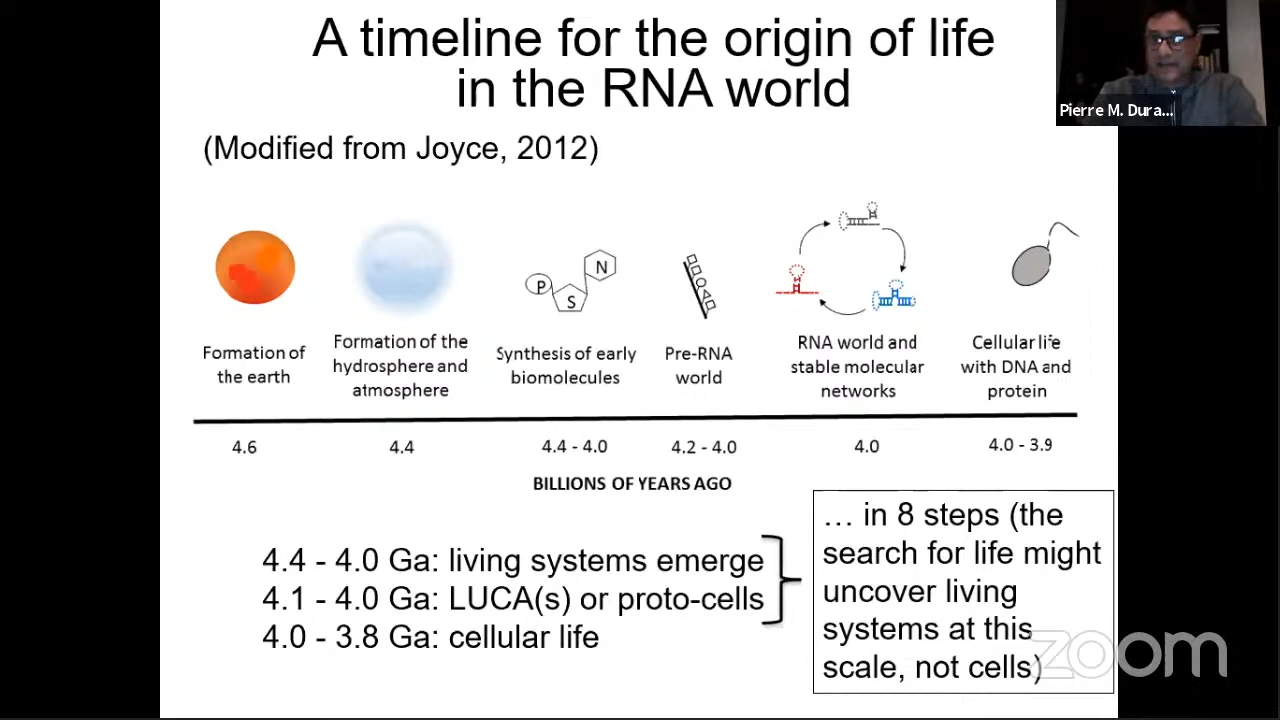 A timeline for the origin of life
in the RNA world
Pierre M. Dura...
(Modified from Joyce, 2012)
P
S
N
Formation of
the earth
Formation of the
hydrosphere and
atmosphere
Synthesis of early
biomolecules
Pre-RNA
world
RNA world and
stable molecular
networks
Cellular life
with DNA and
protein
4.6
4.4
4.4 - 4.0
4.2 - 4.0
4.0
4.0 - 3.9
BILLIONS OF YEARS AGO
4.4 - 4.0 Ga: living systems emerge
4.1 - 4.0 Ga: LUCA(s) or proto-cells
4.0 - 3.8 Ga: cellular life
… in 8 steps (the
search for life might
uncover living
systems at this
scale, not cells)
zoom